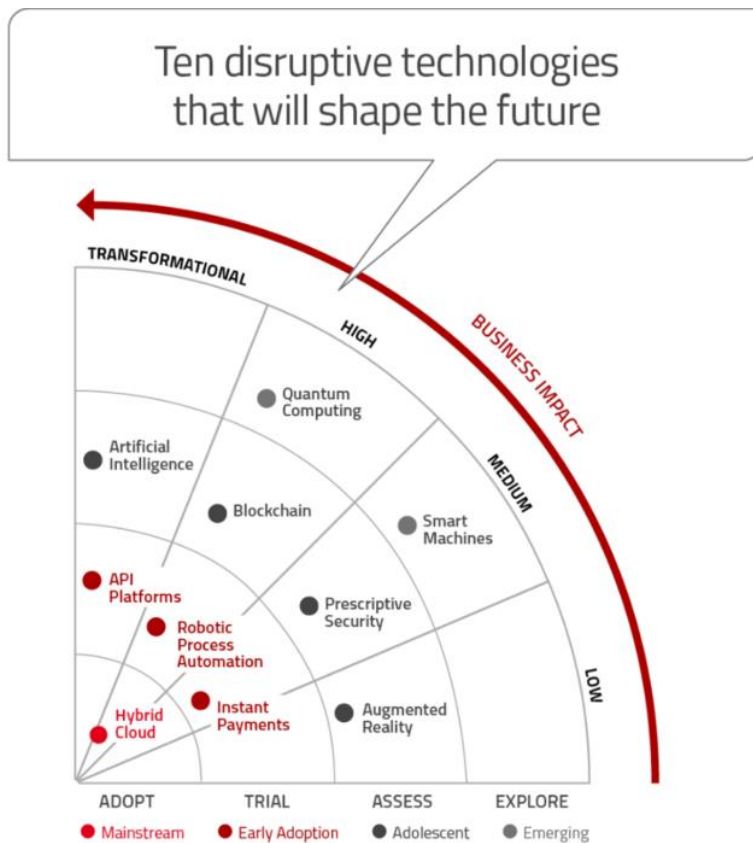 Ten disruptive technologies
that will shape the future
TRANSFORMATIONAL
HIGH
BUSINESS IMPACT
MEDIUM
LOW
Quantum
Computing
Artificial
Intelligence
Blockchain
Smart
Machines
API
Platforms
Prescriptive
Security
Robotic
Process
Automation
Instant
Payments
Augmented
Reality
Hybrid
Cloud
ADOPT TRIAL ASSESS EXPLORE
Mainstream Early Adoption Adolescent Emerging